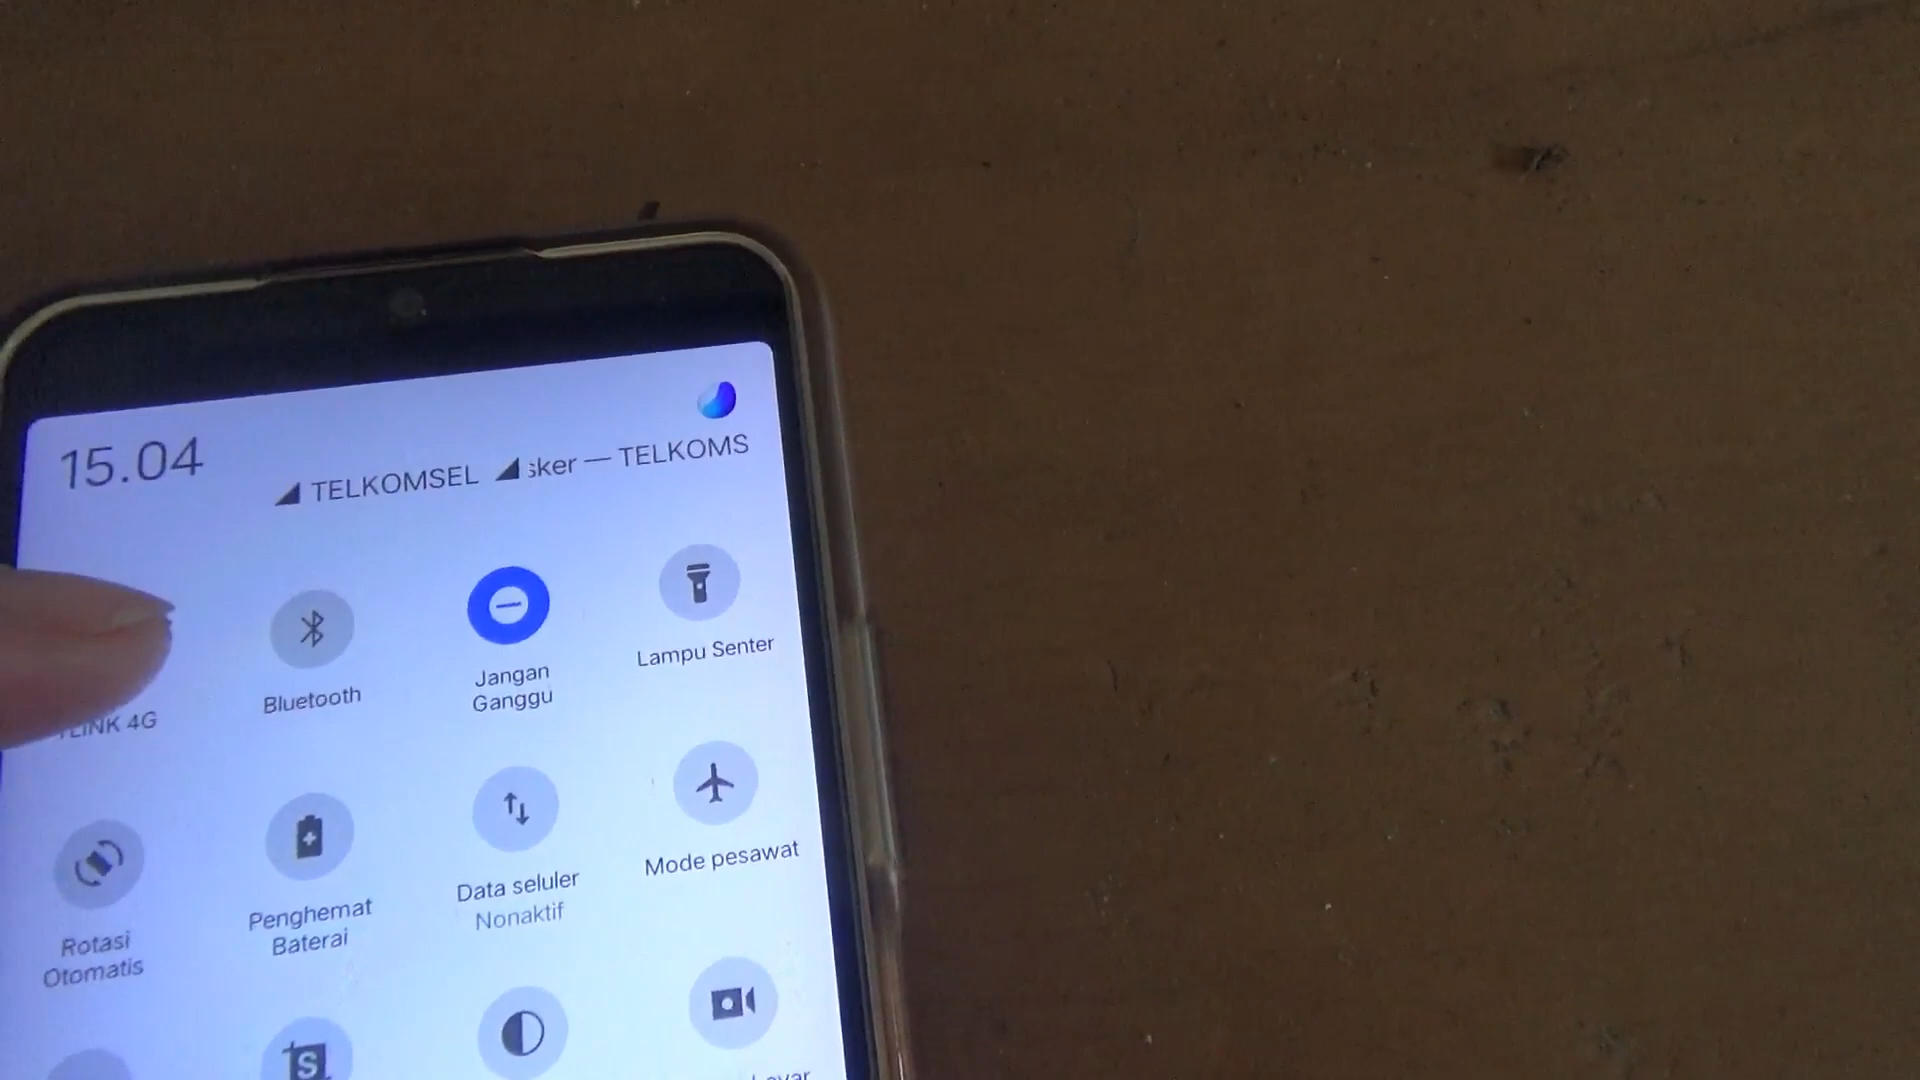 15.04
TELKOMSEL sker — TELKOMS
LINK 4G
Bluetooth
Jangan
Ganggu
Lampu Senter
Rotasi
Otomatis
Penghemat
Baterai
Data seluler
Nonaktif
Mode pesawat
S